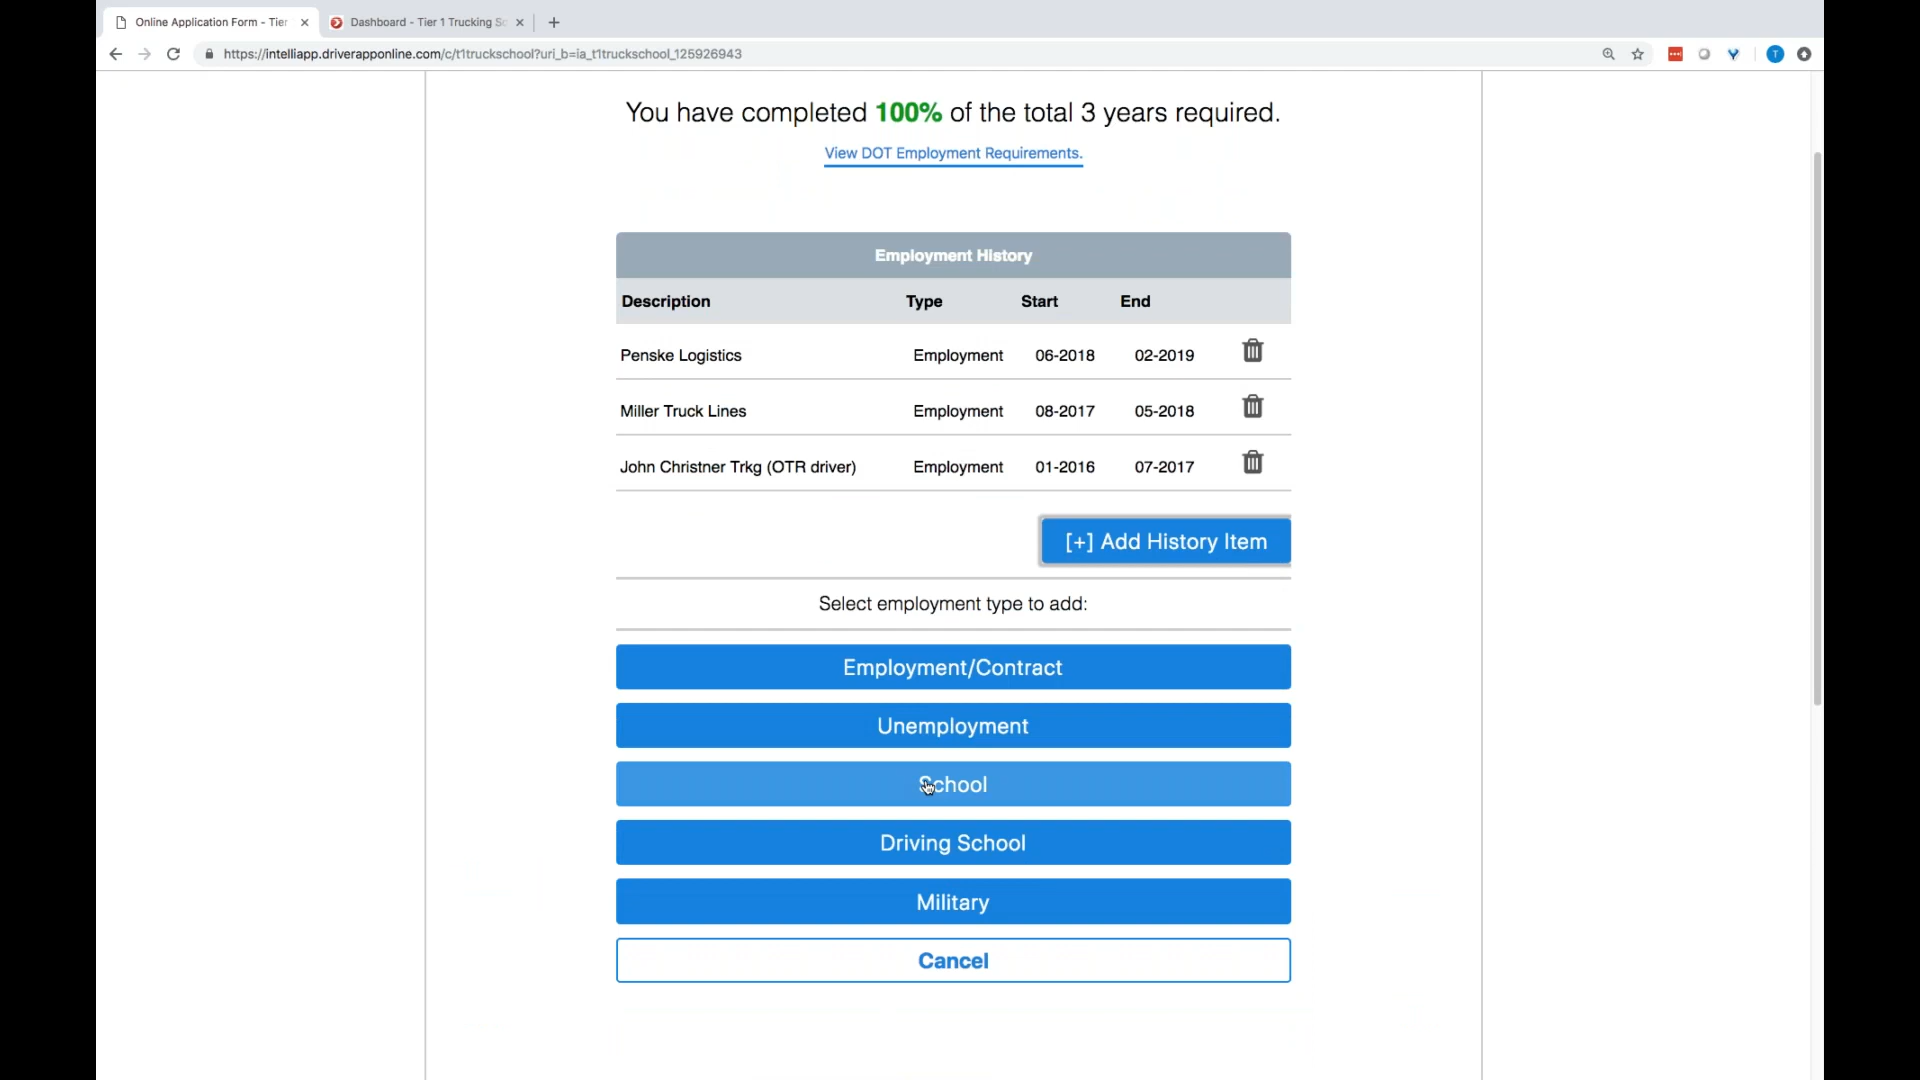 Online Application Form - Tier
Dashboard - Tier 1 Trucking Sc
https://intelliapp.driverapponline.com/c/t1truckschool?uri_b=ia_t1truckschool_125926943
T
You have completed 100% of the total 3 years required.
View DOT Employment Requirements.
Employment History
Description Type Start End
Penske Logistics Employment 06-2018 02-2019
Miller Truck Lines Employment 08-2017 05-2018
John Christner Trkg (OTR driver) Employment 01-2016 07-2017
[+] Add History Item
Select employment type to add:
Employment/Contract
Unemployment
School
Driving School
Military
Cancel